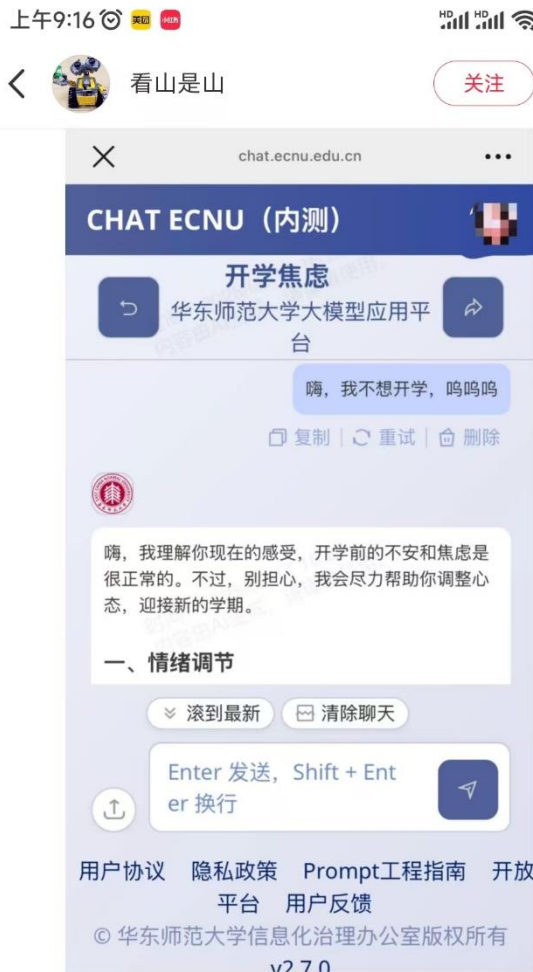 上午9:16
美团
小红书
HD
HD
看山是山
关注
chat.ecnu.edu.cn
CHAT ECNU（内测）
开学焦虑
华东师范大学大模型应用平
台
嗨，我不想开学，呜呜呜
复制 | 重试 | 删除
嗨，我理解你现在的感受，开学前的不安和焦虑是
很正常的。不过，别担心，我会尽力帮助你调整心
态，迎接新的学期。
一、情绪调节
滚到最新
清除聊天
Enter 发送，Shift + Ent
er 换行
用户协议 隐私政策 Prompt工程指南 开放
平台 用户反馈
© 华东师范大学信息化治理办公室版权所有
v2.7.0